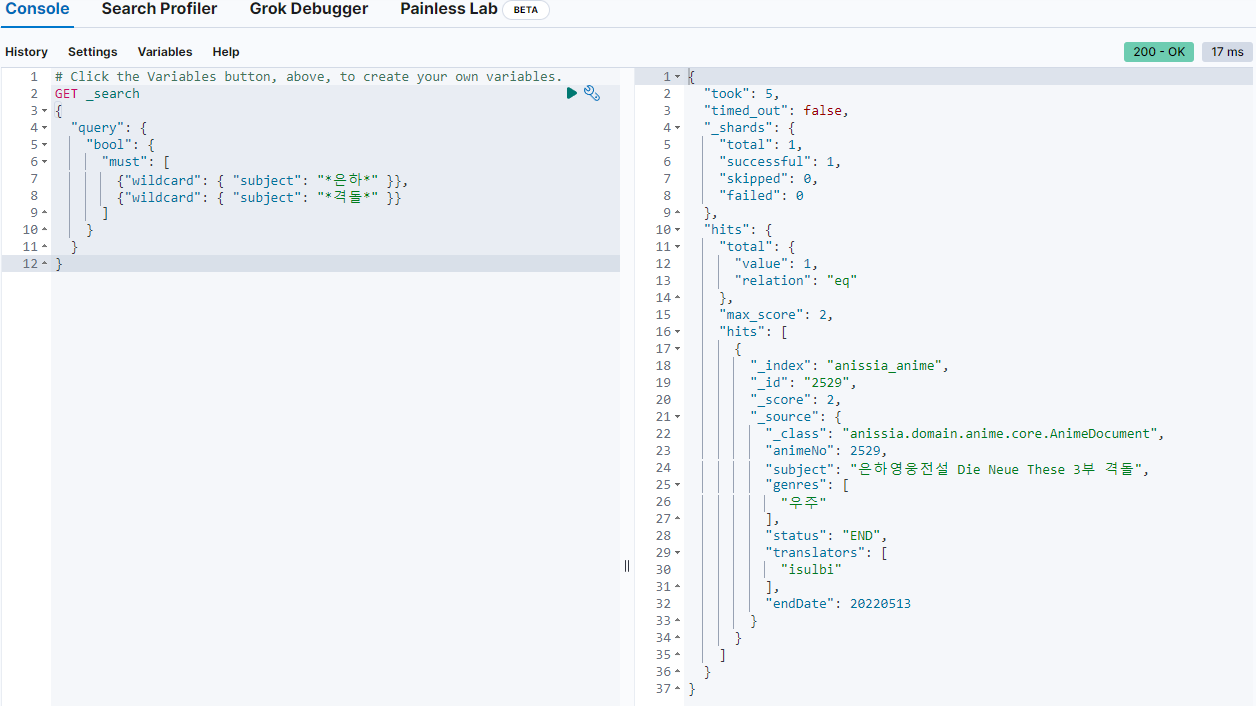 Console Search Profiler Grok Debugger Painless Lab BETA
History Settings Variables Help 200 - OK 17 ms
1 # Click the Variables button, above, to create your own variables.
2 GET _search
3 {
4 "query": {
5 "bool": {
6 "must": [
7 {"wildcard": { "subject": "*은하*" }},
8 {"wildcard": { "subject": "*격돌*" }}
9 ]
10 }
11 }
12 }
1 {
2 "took": 5,
3 "timed_out": false,
4 "_shards": {
5 "total": 1,
6 "successful": 1,
7 "skipped": 0,
8 "failed": 0
9 },
10 "hits": {
11 "total": {
12 "value": 1,
13 "relation": "eq"
14 },
15 "max_score": 2,
16 "hits": [
17 {
18 "_index": "anissia_anime",
19 "_id": "2529",
20 "_score": 2,
21 "_source": {
22 "_class": "anissia.domain.anime.core.AnimeDocument",
23 "animeNo": 2529,
24 "subject": "은하영웅전설 Die Neue These 3부 격돌",
25 "genres": [
26 "우주"
27 ],
28 "status": "END",
29 "translators": [
30 "isulbi"
31 ],
32 "endDate": 20220513
33 }
34 }
35 ]
36 }
37 }